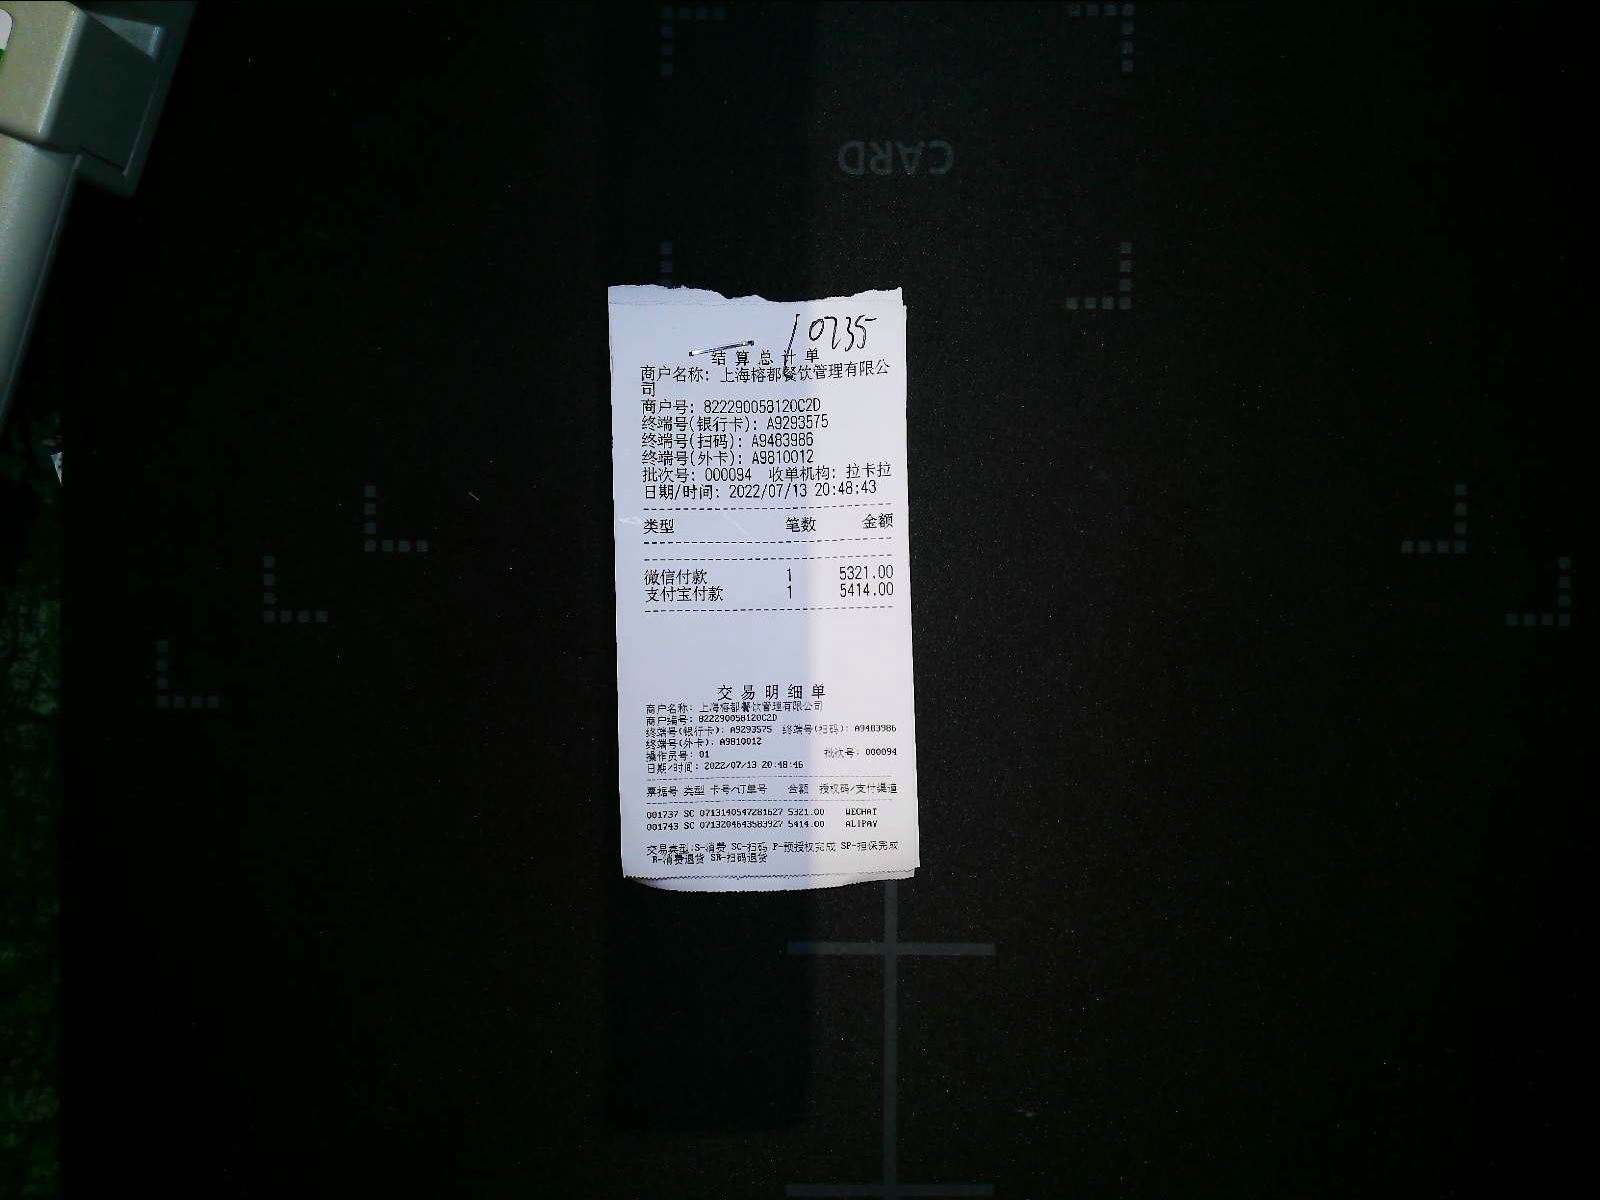 CARD
10735
结算总计单
商户名称: 上海榕都餐饮管理有限公
司
商户号: 822290058120C2D
终端号(银行卡): A9293575
终端号(扫码): A9483986
终端号(外卡): A9810012
批次号: 000094 收单机构: 拉卡拉
日期/时间: 2022/07/13 20:48:43
类型 笔数 金额
微信付款 1 5321.00
支付宝付款 1 5414.00
交易明细单
商户名称: 上海榕都餐饮管理有限公司
商户编号: 822290058120C2D
终端号(银行卡): A9293575 终端号(扫码): A9483986
终端号(外卡): A9810012
操作员号: 01 批次号: 000094
日期/时间: 2022/07/13 20:48:46
票据号 类型 卡号/订单号 金额 授权码/支付渠道
001737 SC 0713140547281627 5321.00 WECHAT
001743 SC 0713204643583927 5414.00 ALIPAY
交易类型:S-消费 SC-扫码 P-预授权完成 SP-担保完成
R-消费退货 SR-扫码退货